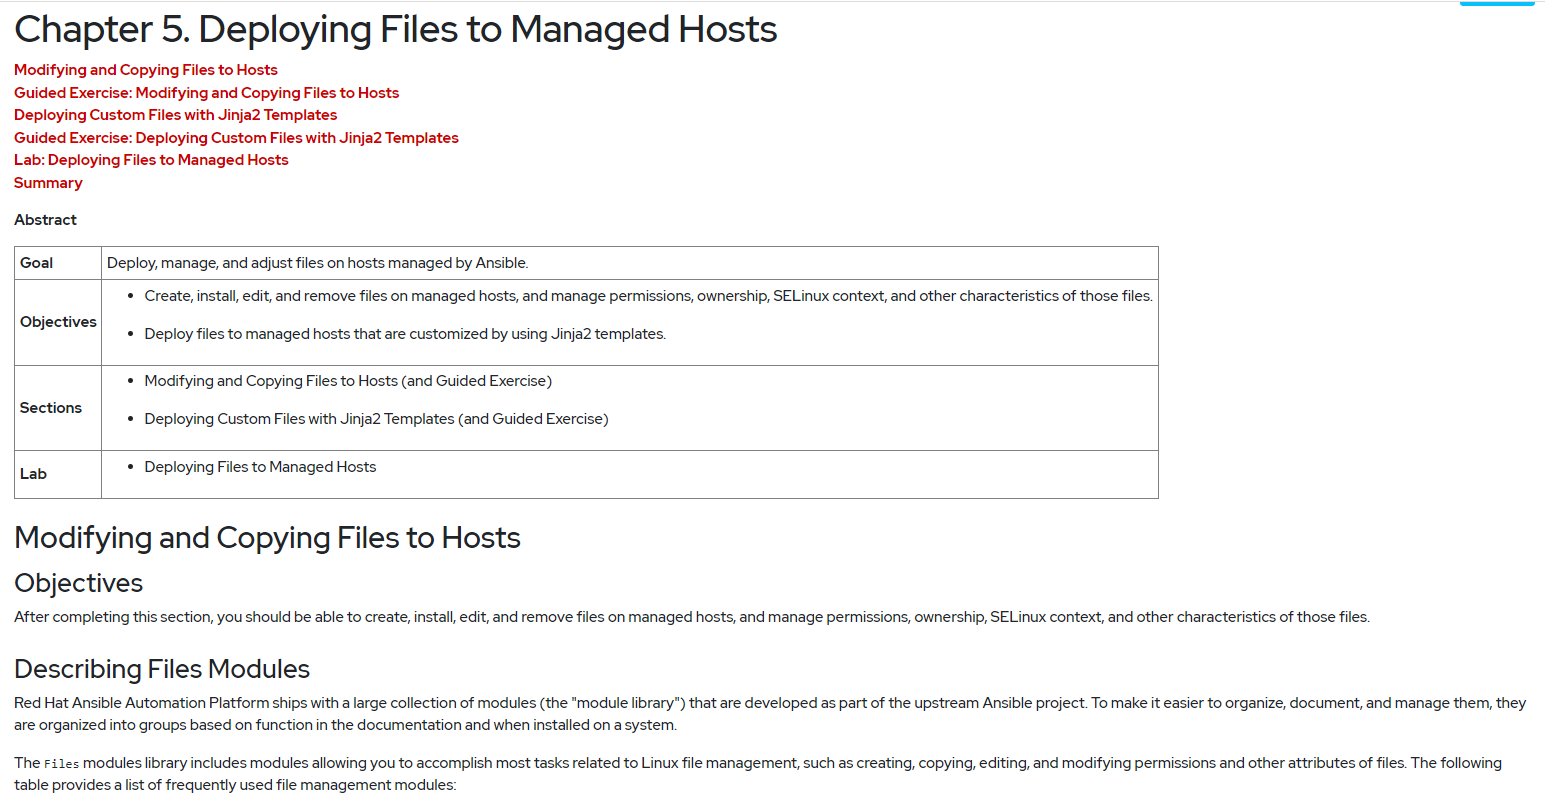 Chapter 5. Deploying Files to Managed Hosts
Modifying and Copying Files to Hosts
Guided Exercise: Modifying and Copying Files to Hosts
Deploying Custom Files with Jinja2 Templates
Guided Exercise: Deploying Custom Files with Jinja2 Templates
Lab: Deploying Files to Managed Hosts
Summary
Abstract
Goal Deploy, manage, and adjust files on hosts managed by Ansible.
Objectives
• Create, install, edit, and remove files on managed hosts, and manage permissions, ownership, SELinux context, and other characteristics of those files.
• Deploy files to managed hosts that are customized by using Jinja2 templates.
Sections
• Modifying and Copying Files to Hosts (and Guided Exercise)
• Deploying Custom Files with Jinja2 Templates (and Guided Exercise)
Lab
• Deploying Files to Managed Hosts
Modifying and Copying Files to Hosts
Objectives
After completing this section, you should be able to create, install, edit, and remove files on managed hosts, and manage permissions, ownership, SELinux context, and other characteristics of those files.
Describing Files Modules
Red Hat Ansible Automation Platform ships with a large collection of modules (the "module library") that are developed as part of the upstream Ansible project. To make it easier to organize, document, and manage them, they
are organized into groups based on function in the documentation and when installed on a system.
The Files modules library includes modules allowing you to accomplish most tasks related to Linux file management, such as creating, copying, editing, and modifying permissions and other attributes of files. The following
table provides a list of frequently used file management modules: